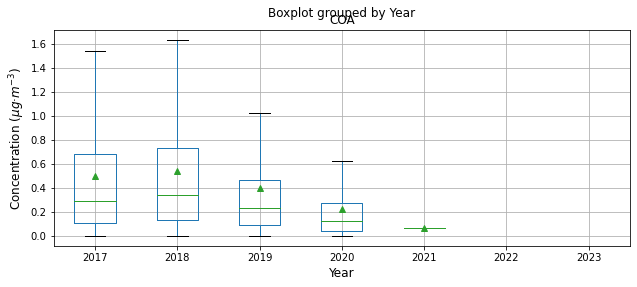 Boxplot grouped by Year
COA
Concentration (μg·m⁻³)
1.6
1.4
1.2
1.0
0.8
0.6
0.4
0.2
0.0
2017 2018 2019 2020 2021 2022 2023
Year